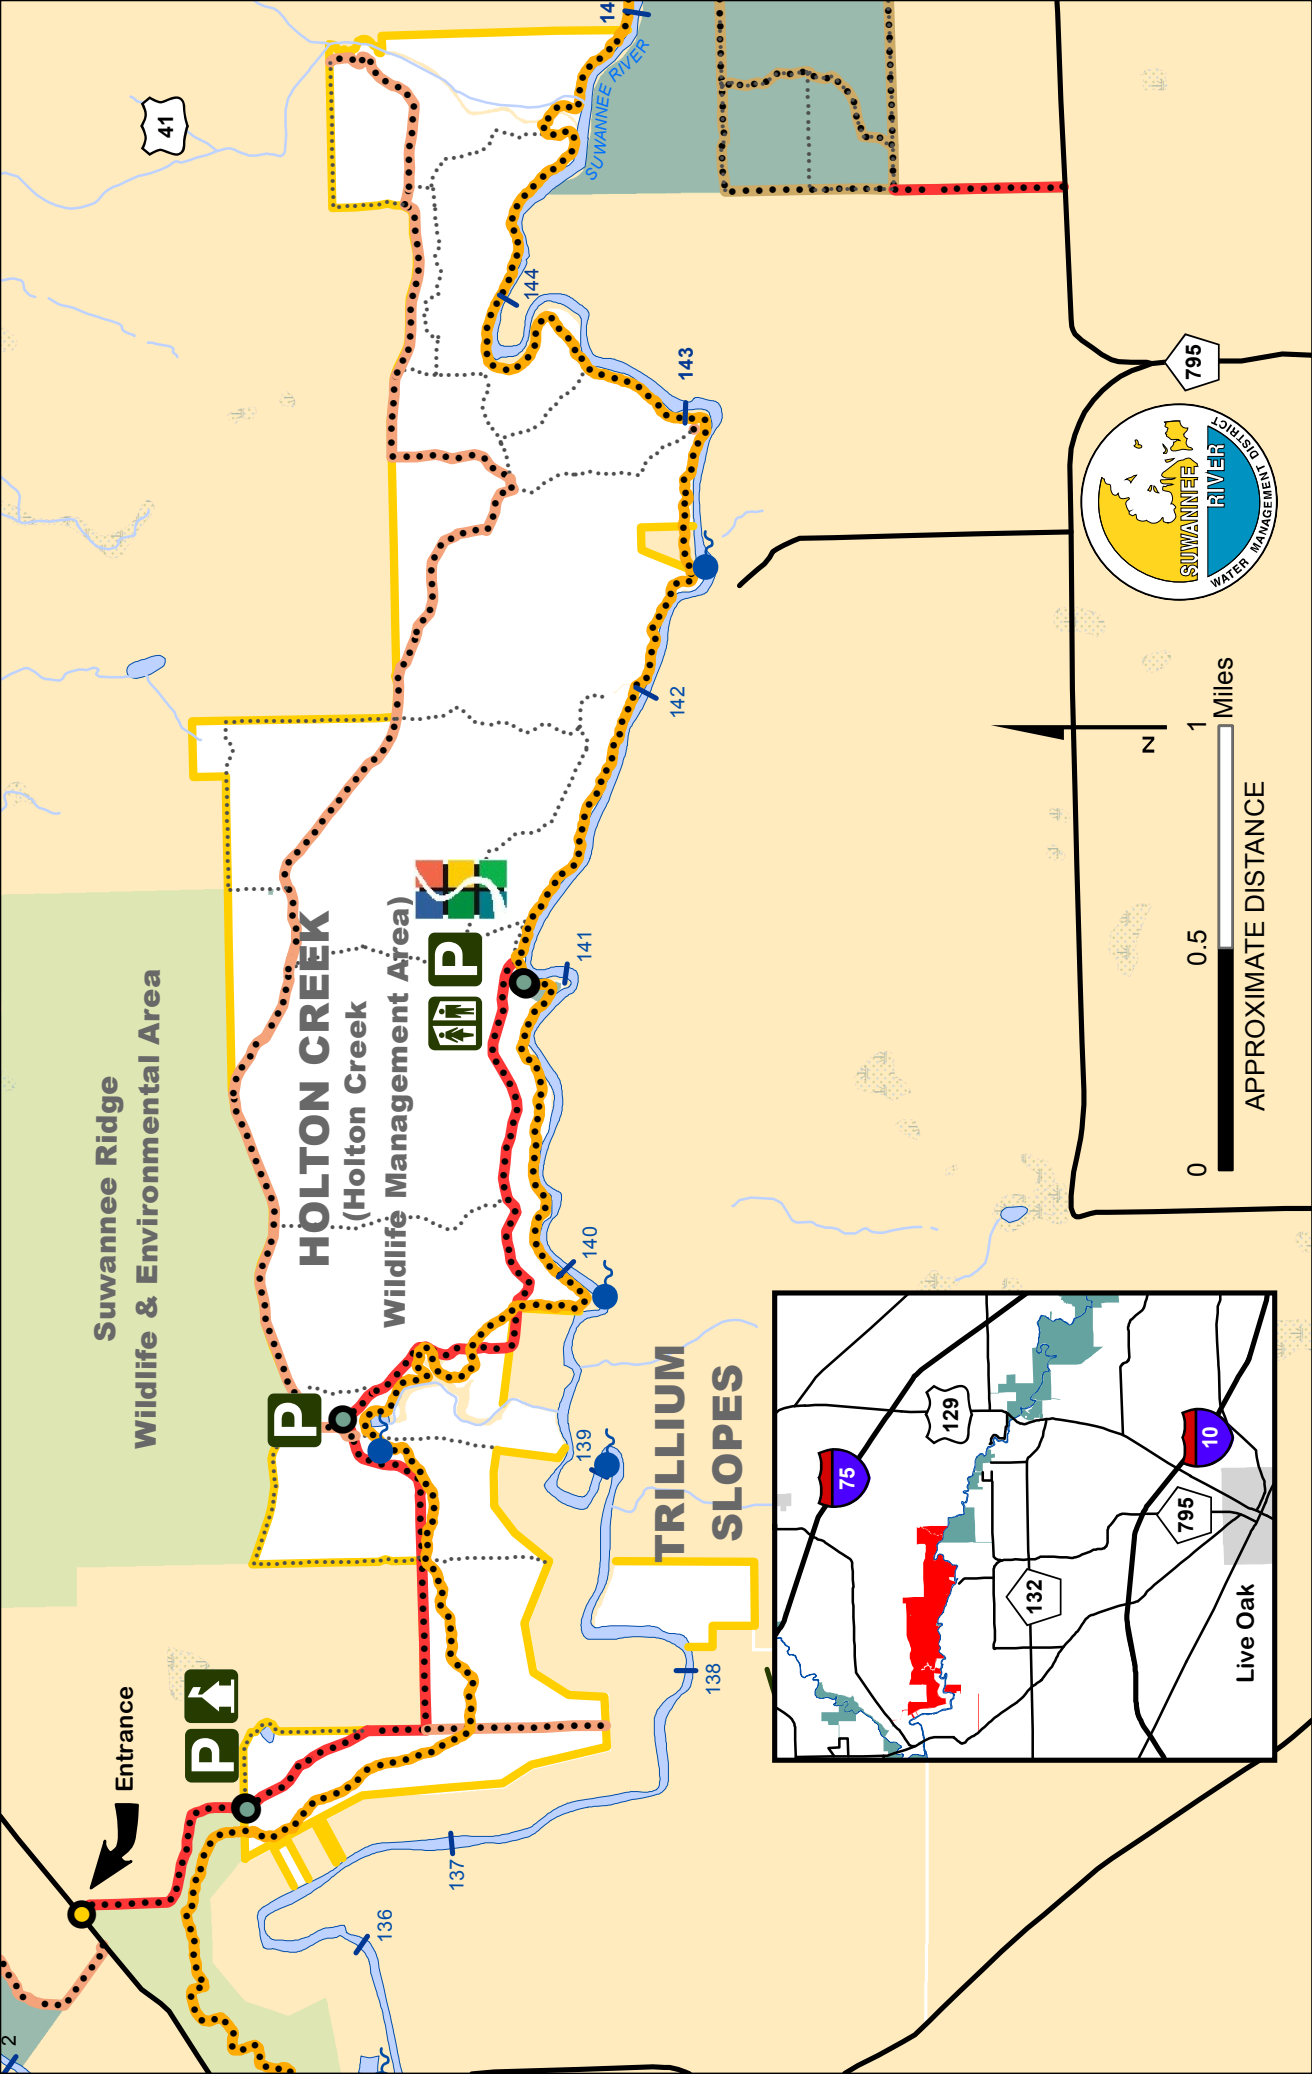 Suwannee Ridge
Wildlife & Environmental Area
Entrance
P
P
HOLTON CREEK
(Holton Creek
Wildlife Management Area)
P
41
SUWANNEE RIVER
TRILLIUM
SLOPES
2
136
137
138
139
140
141
142
143
144
14
795
SUWANNEE
RIVER
WATER MANAGEMENT DISTRICT
N
0
0.5
1
Miles
APPROXIMATE DISTANCE
75
129
10
795
132
Live Oak